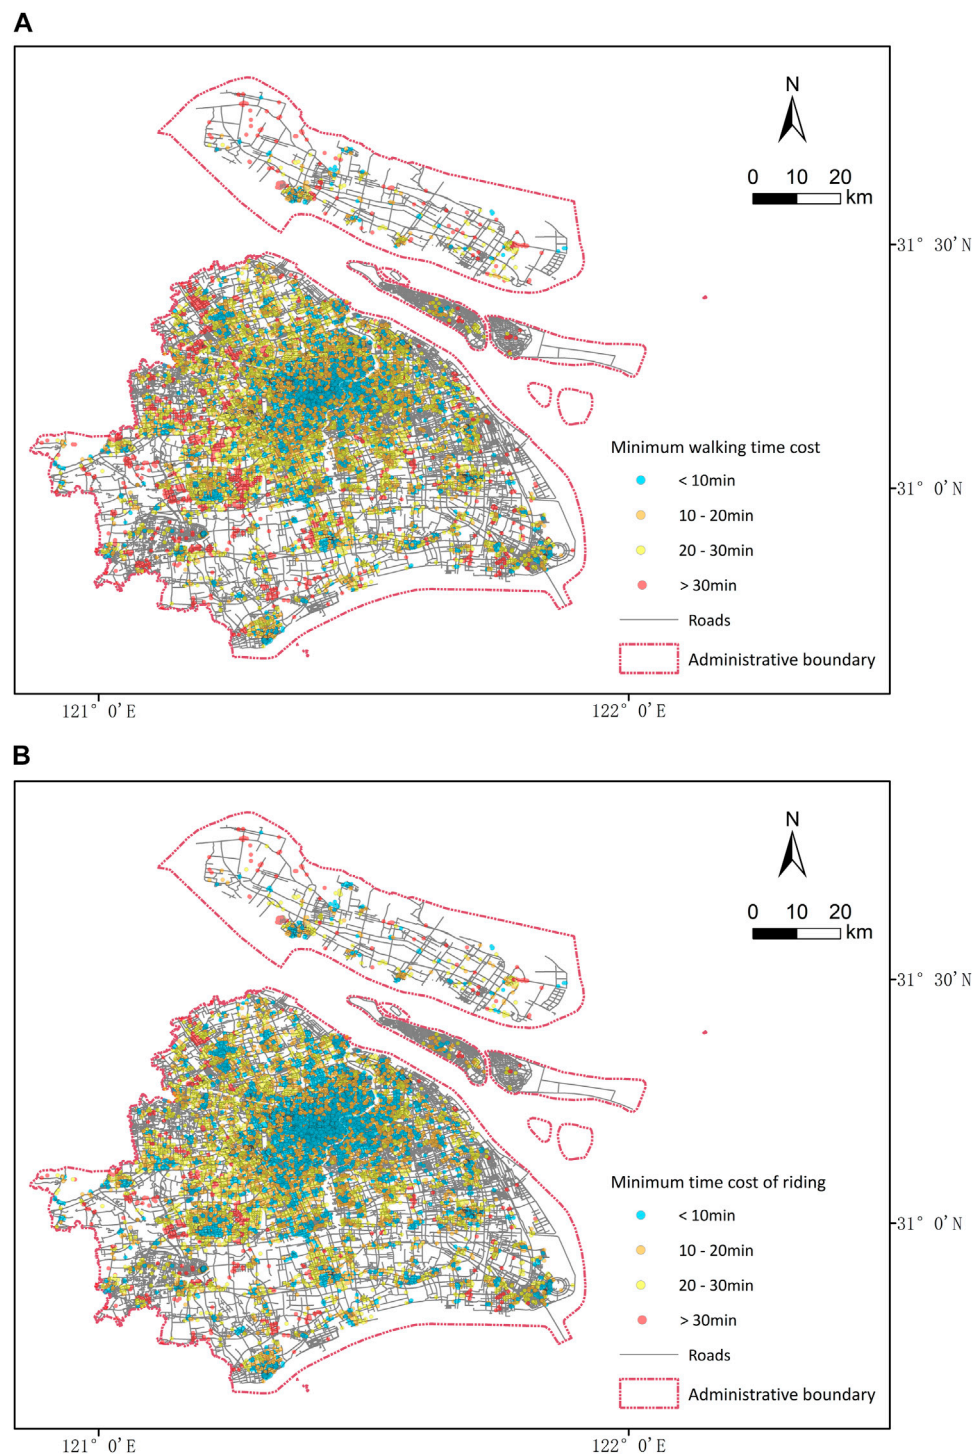 A
N
0 10 20
km
31° 30'N
Minimum walking time cost
< 10min
10 - 20min
31° 0'N
20 - 30min
> 30min
Roads
Administrative boundary
121° 0'E
122° 0'E
B
N
0 10 20
km
31° 30'N
Minimum time cost of riding
< 10min
31° 0'N
10 - 20min
20 - 30min
> 30min
Roads
Administrative boundary
121° 0'E
122° 0'E